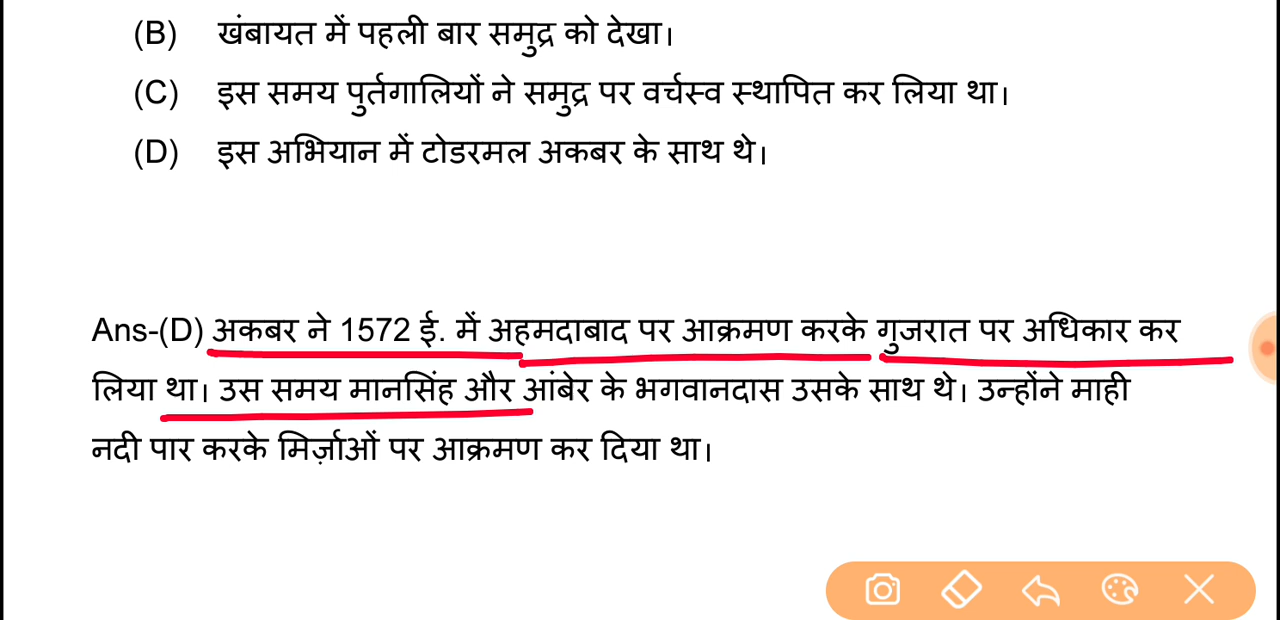 (B) खंबायत में पहली बार समुद्र को देखा।
(C) इस समय पुर्तगालियों ने समुद्र पर वर्चस्व स्थापित कर लिया था।
(D) इस अभियान में टोडरमल अकबर के साथ थे।
Ans-(D) अकबर ने 1572 ई. में अहमदाबाद पर आक्रमण करके गुजरात पर अधिकार कर
लिया था। उस समय मानसिंह और आंबेर के भगवानदास उसके साथ थे। उन्होंने माही
नदी पार करके मिर्ज़ाओं पर आक्रमण कर दिया था।